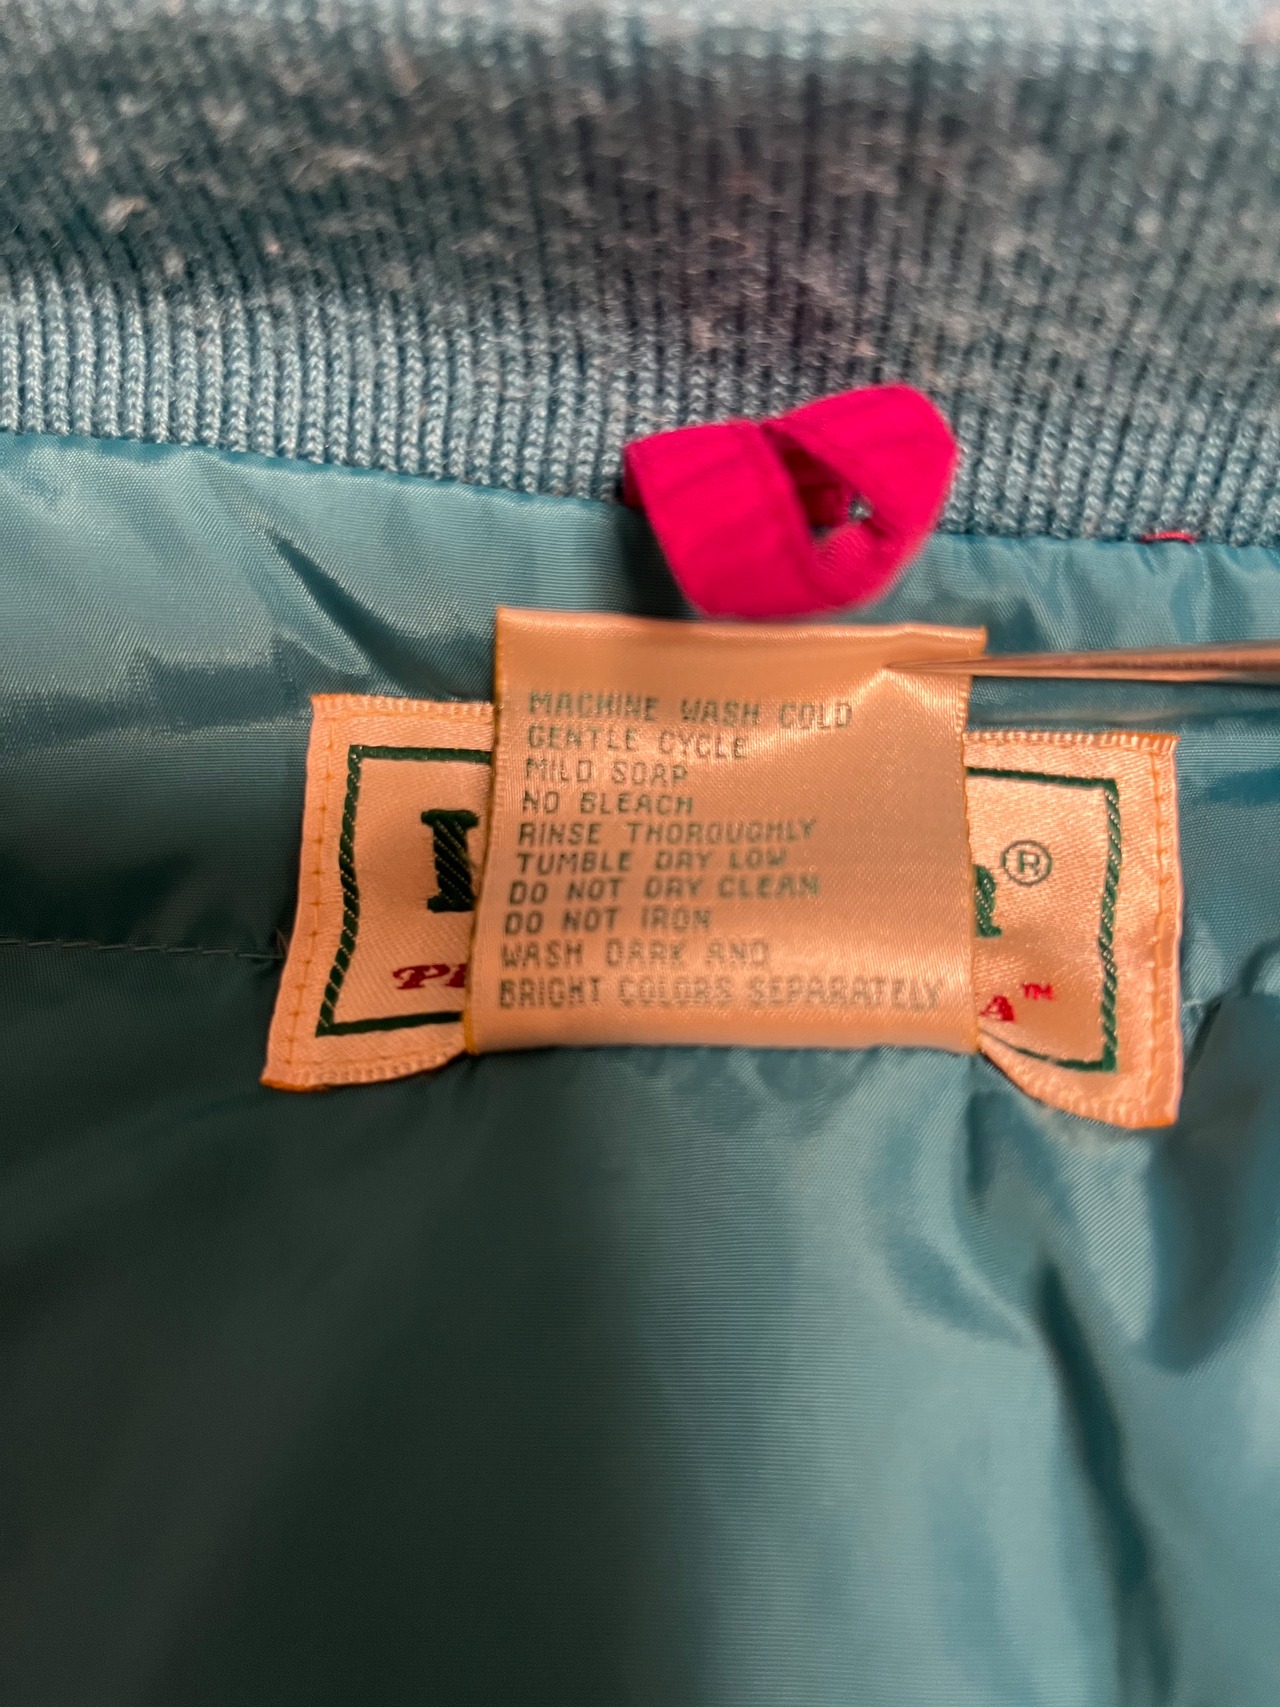 MACHINE WASH COLD
GENTLE CYCLE
MILD SOAP
NO BLEACH
RINSE THOROUGHLY
TUMBLE DRY LOW
DO NOT DRY CLEAN
DO NOT IRON
WASH DARK AND
BRIGHT COLORS SEPARATELY
®
A™